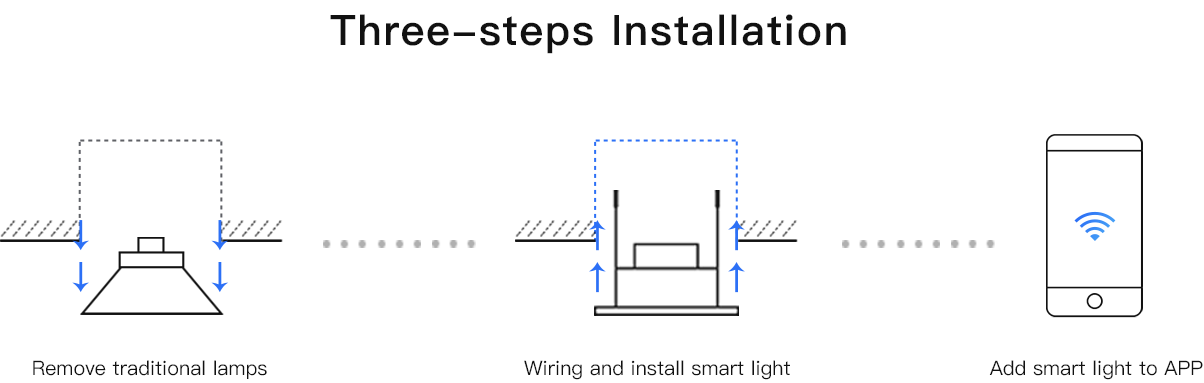 Three-steps Installation
Remove traditional lamps
Wiring and install smart light
Add smart light to APP